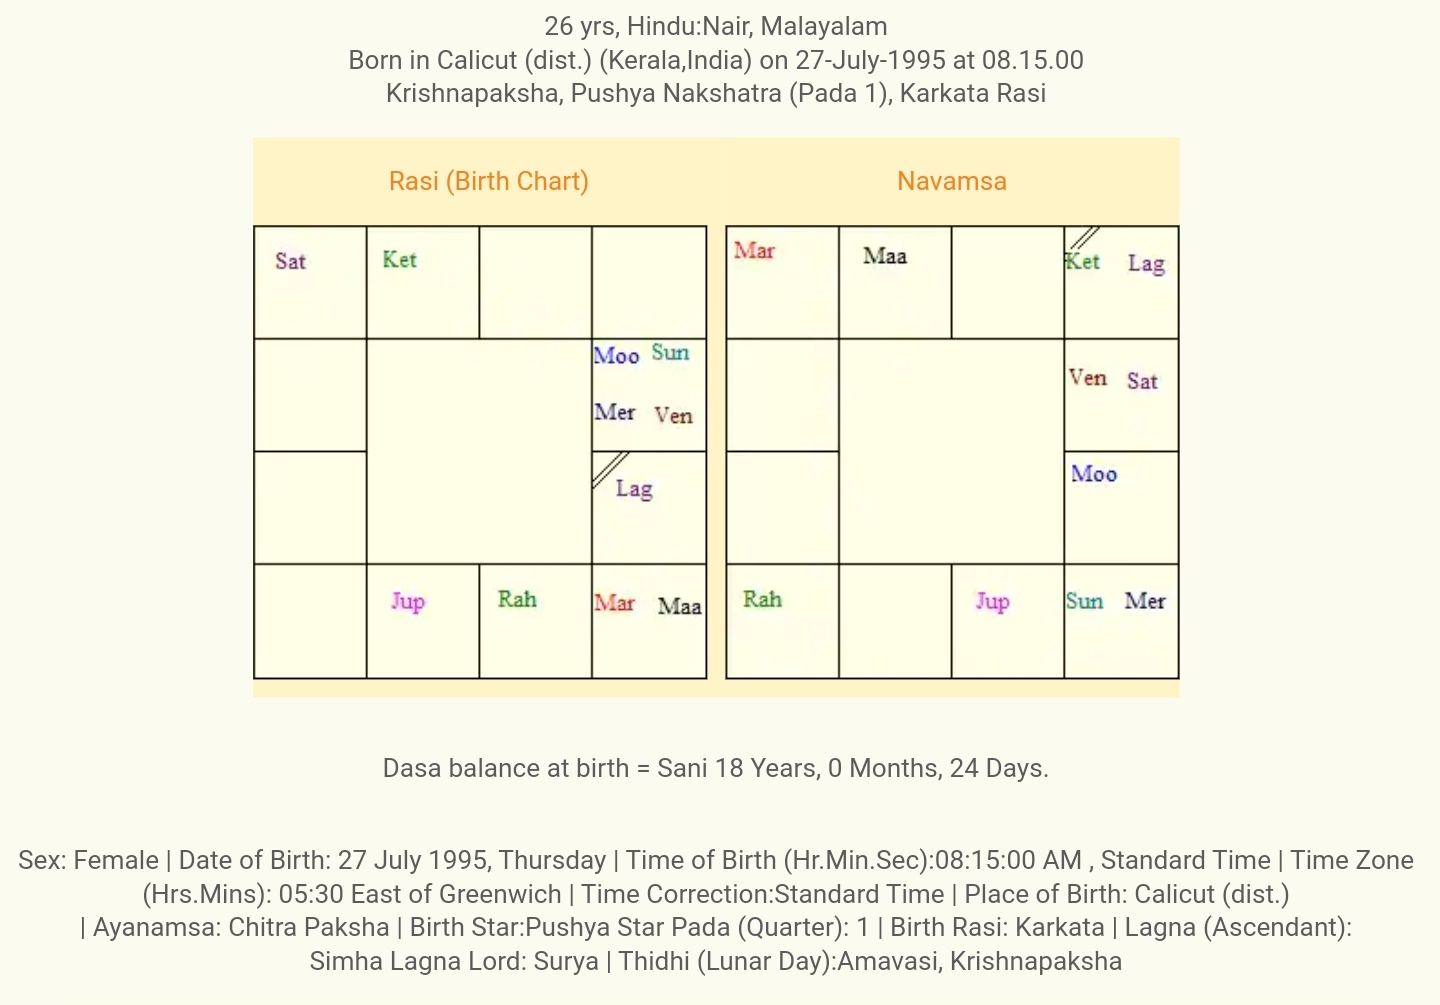 26 yrs, Hindu:Nair, Malayalam
Born in Calicut (dist.) (Kerala,India) on 27-July-1995 at 08.15.00
Krishnapaksha, Pushya Nakshatra (Pada 1), Karkata Rasi
Rasi (Birth Chart)
Sat Ket
Moo Sun
Mer Ven
Lag
Jup Rah Mar Maa
Navamsa
Mar Maa Ket Lag
Ven Sat
Moo
Rah Jup Sun Mer
Dasa balance at birth = Sani 18 Years, 0 Months, 24 Days.
Sex: Female | Date of Birth: 27 July 1995, Thursday | Time of Birth (Hr.Min.Sec):08:15:00 AM , Standard Time | Time Zone
(Hrs.Mins): 05:30 East of Greenwich | Time Correction:Standard Time | Place of Birth: Calicut (dist.)
| Ayanamsa: Chitra Paksha | Birth Star:Pushya Star Pada (Quarter): 1 | Birth Rasi: Karkata | Lagna (Ascendant):
Simha Lagna Lord: Surya | Thidhi (Lunar Day):Amavasi, Krishnapaksha